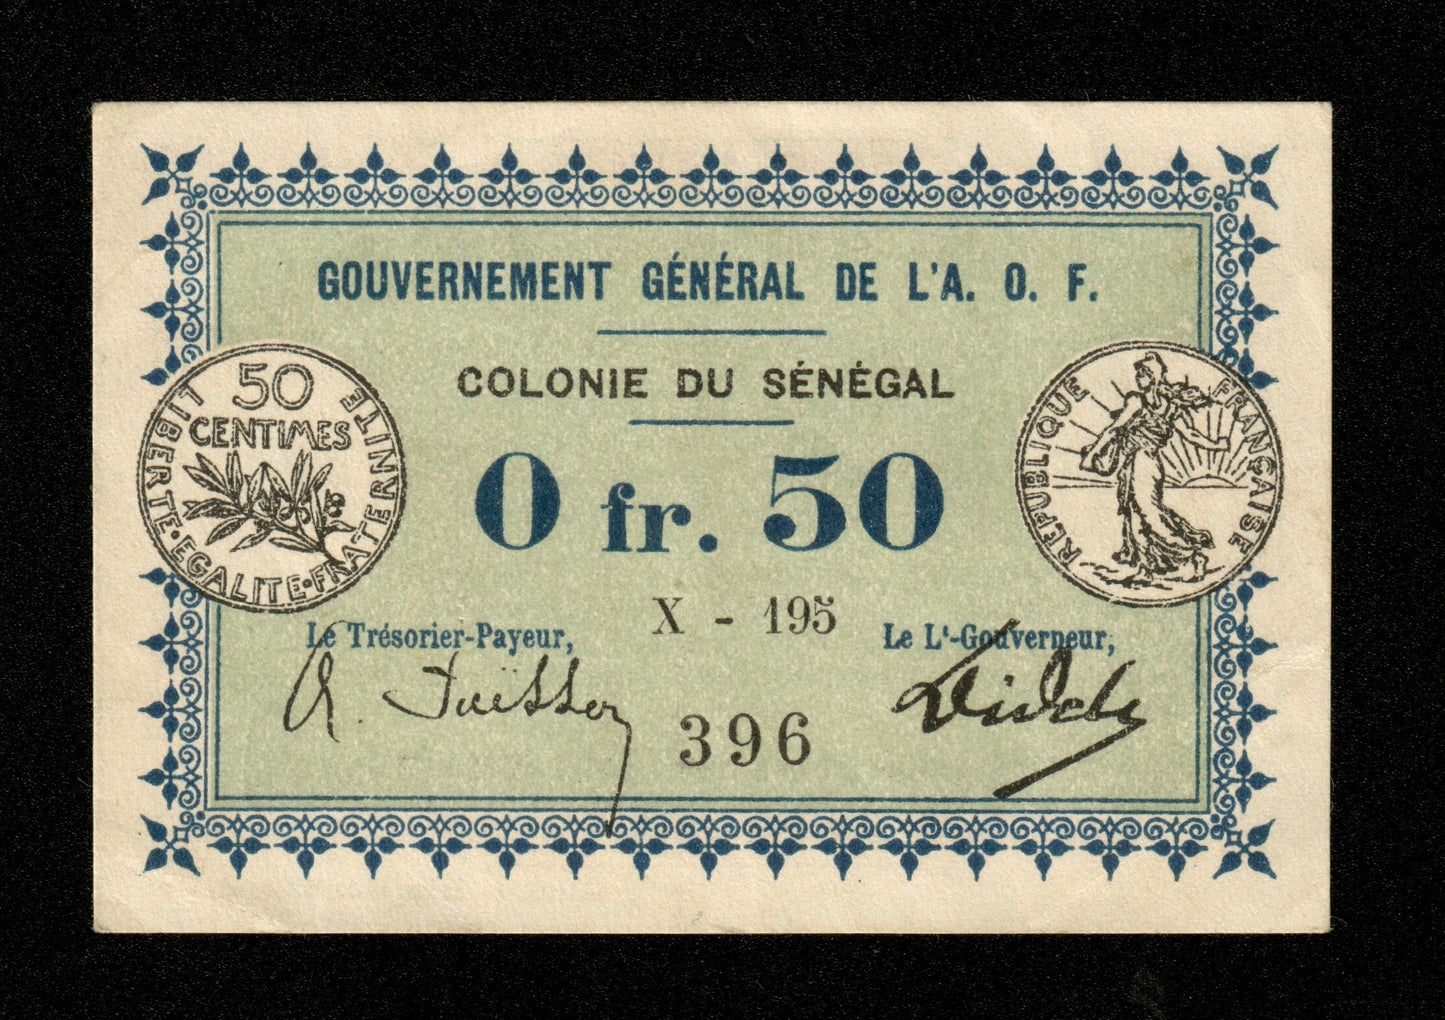 GOUVERNEMENT GÉNÉRAL DE L'A. O. F.
COLONIE DU SÉNÉGAL
50
CENTIMES
LIBERTE·EGALITE·FRATERNITE
0 fr. 50
REPUBLIQUE FRANÇAISE
X - 195
Le Trésorier-Payeur,
Le Lt-Gouverneur,
396